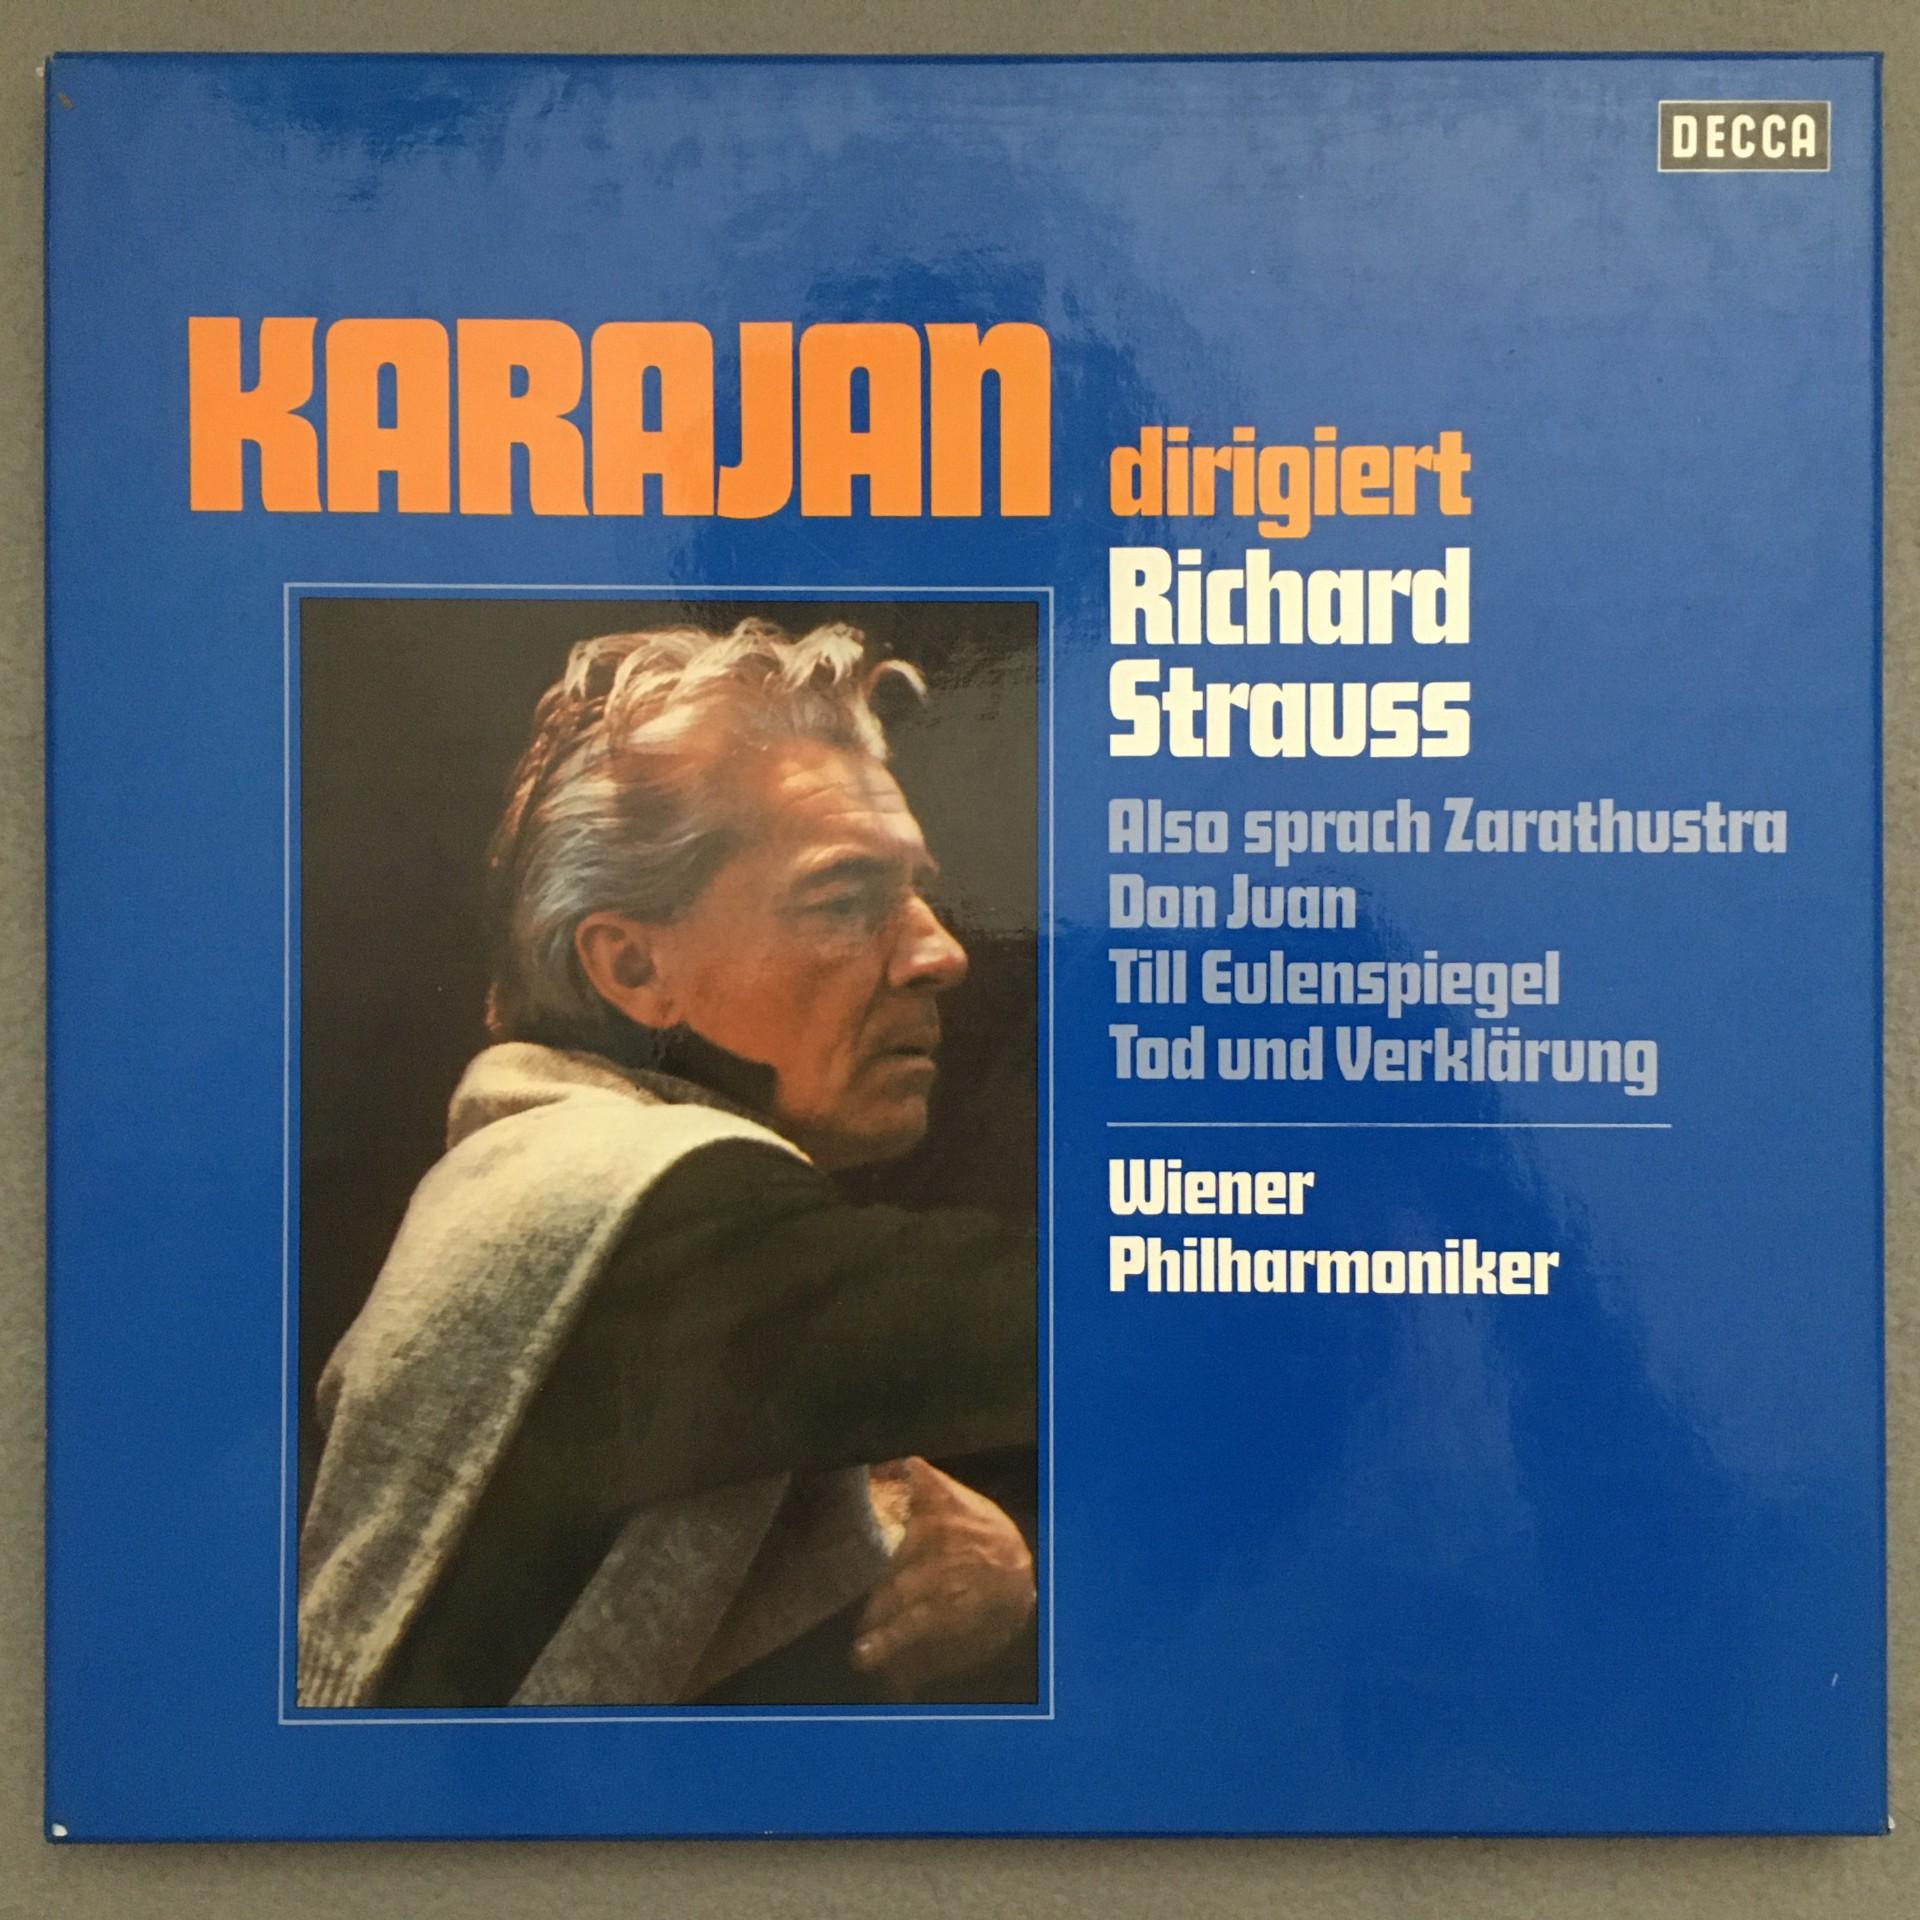 DECCA
KARAJAN
dirigiert
Richard
Strauss
Also sprach Zarathustra
Don Juan
Till Eulenspiegel
Tod und Verklärung
Wiener
Philharmoniker